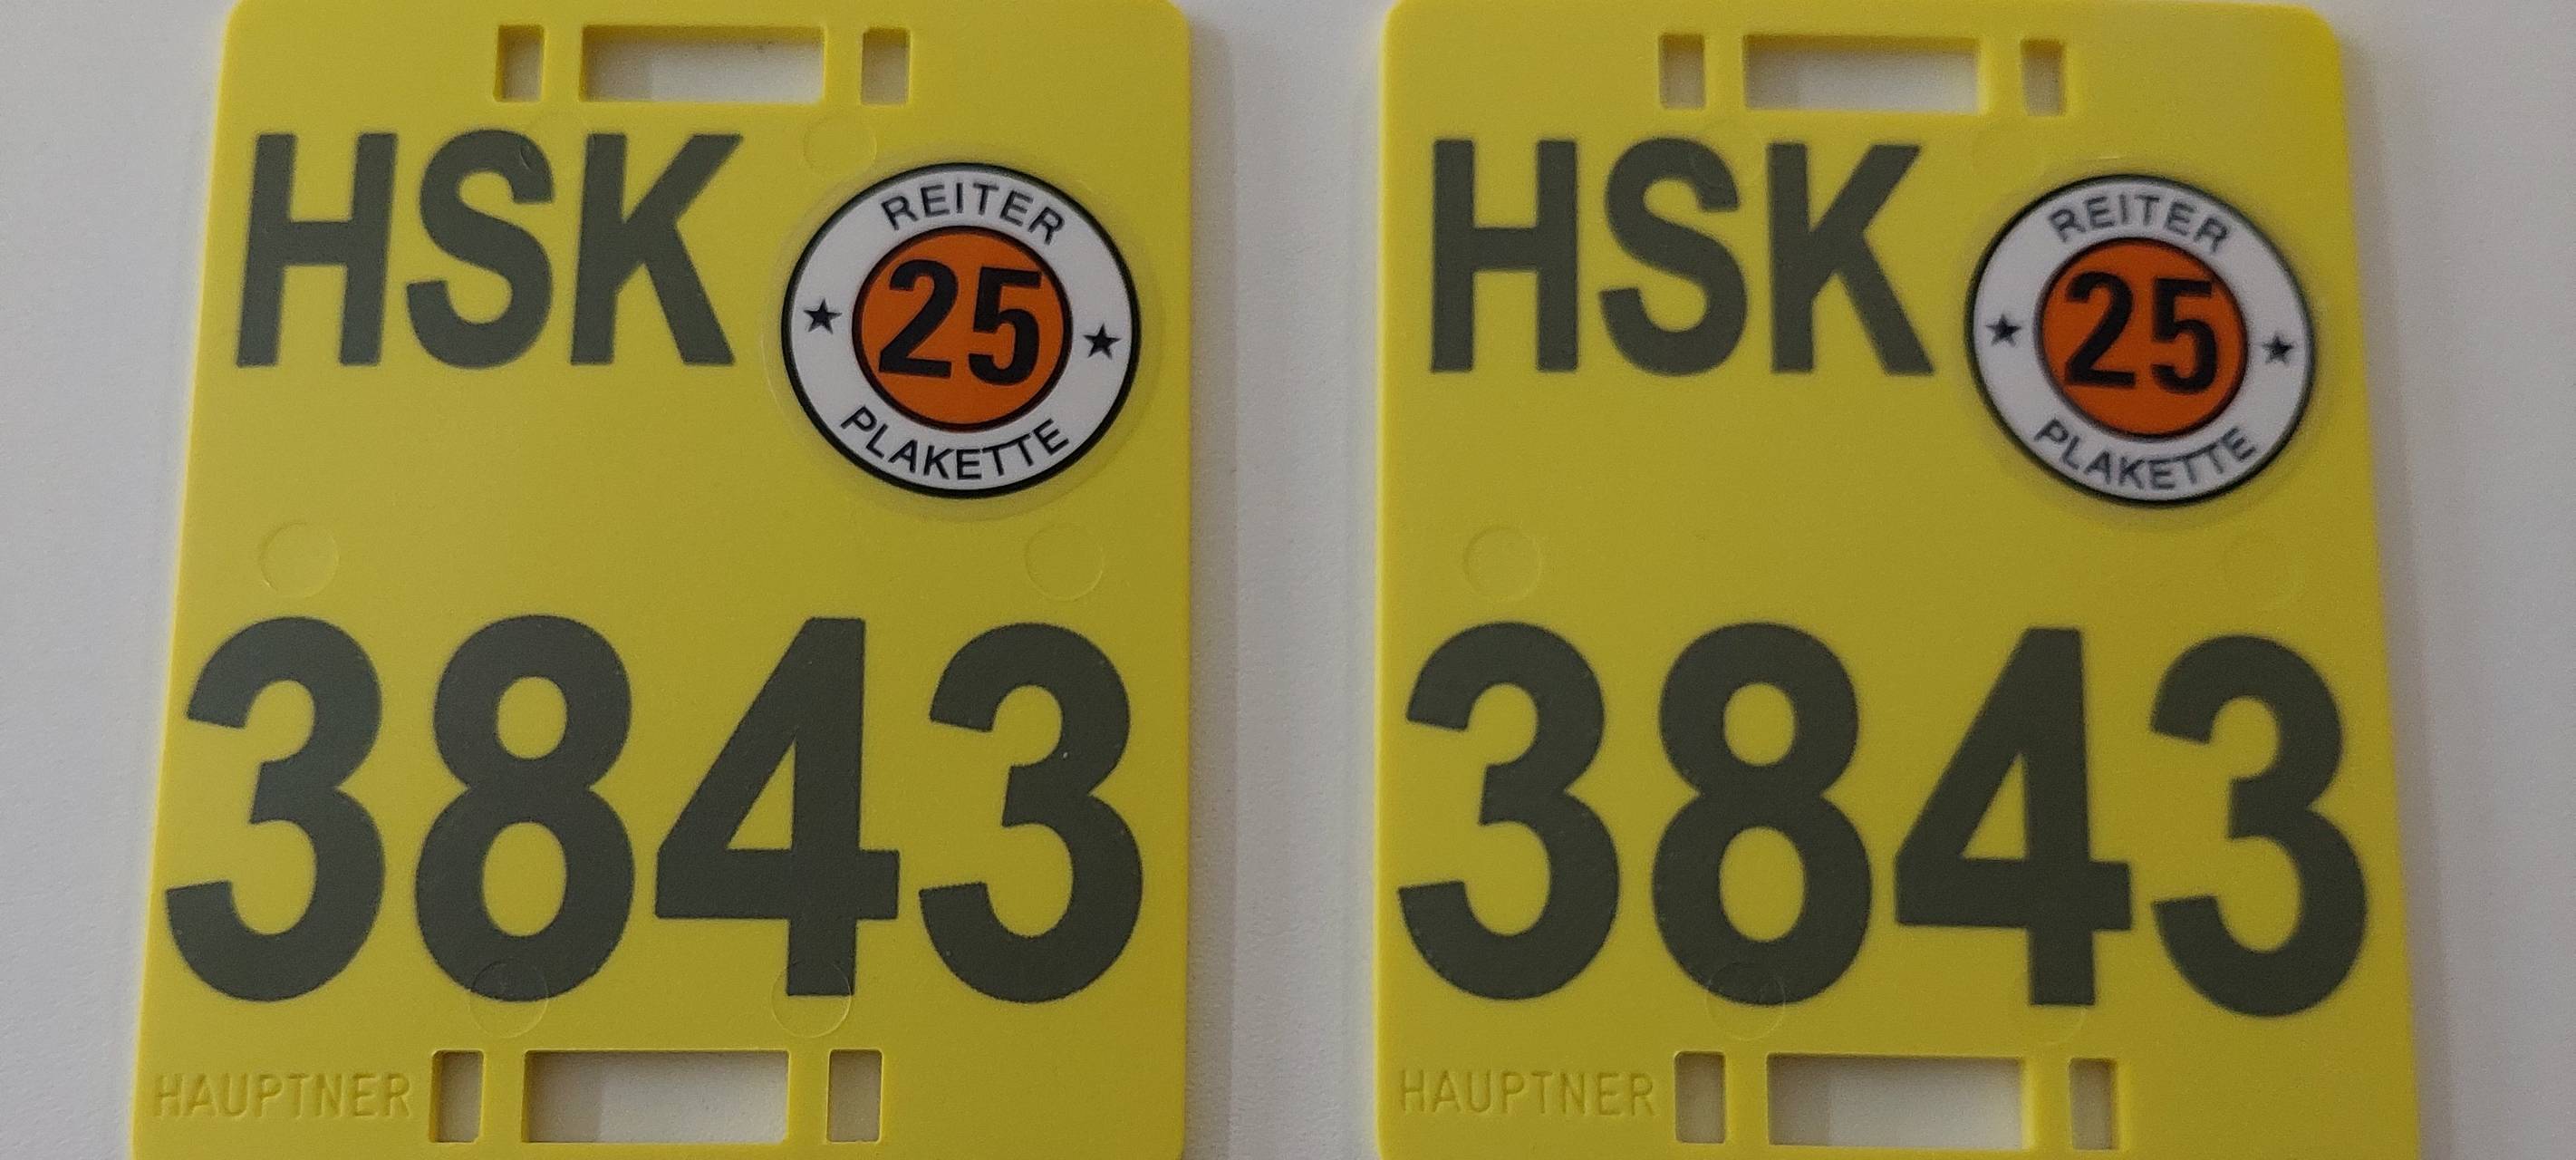 HSK
REITER
25
PLAKETTE
3843
HAUPTNER
HSK
REITER
25
PLAKETTE
3843
HAUPTNER